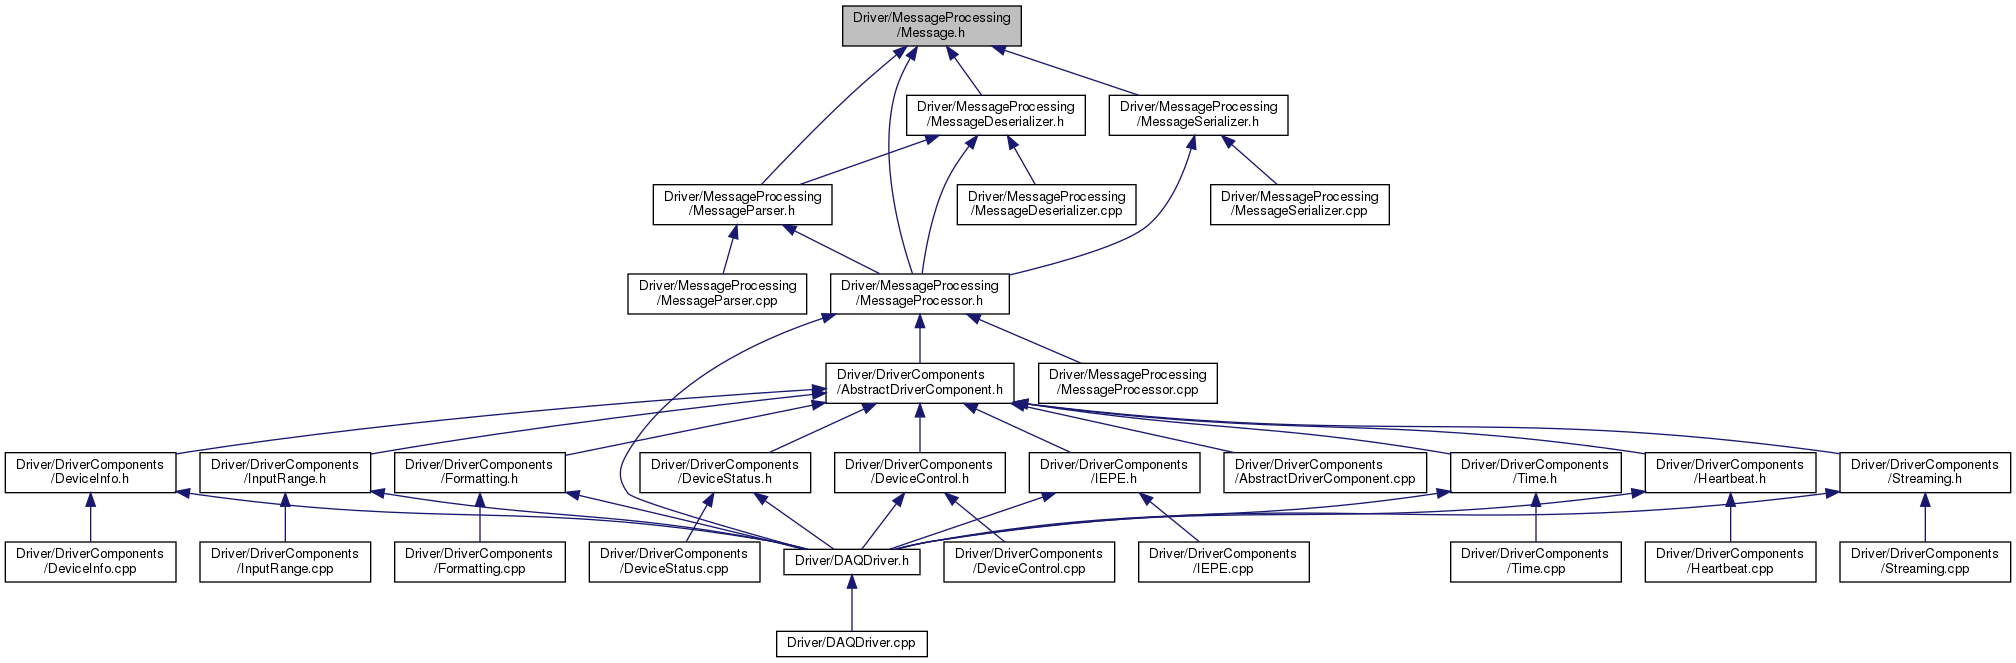 Driver/MessageProcessing
/Message.h
Driver/MessageProcessing
/MessageDeserializer.h
Driver/MessageProcessing
/MessageSerializer.h
Driver/MessageProcessing
/MessageParser.h
Driver/MessageProcessing
/MessageDeserializer.cpp
Driver/MessageProcessing
/MessageSerializer.cpp
Driver/MessageProcessing
/MessageParser.cpp
Driver/MessageProcessing
/MessageProcessor.h
Driver/DriverComponents
/AbstractDriverComponent.h
Driver/MessageProcessing
/MessageProcessor.cpp
Driver/DriverComponents
/DeviceInfo.h
Driver/DriverComponents
/InputRange.h
Driver/DriverComponents
/Formatting.h
Driver/DriverComponents
/DeviceStatus.h
Driver/DriverComponents
/DeviceControl.h
Driver/DriverComponents
/IEPE.h
Driver/DriverComponents
/AbstractDriverComponent.cpp
Driver/DriverComponents
/Time.h
Driver/DriverComponents
/Heartbeat.h
Driver/DriverComponents
/Streaming.h
Driver/DriverComponents
/DeviceInfo.cpp
Driver/DriverComponents
/InputRange.cpp
Driver/DriverComponents
/Formatting.cpp
Driver/DriverComponents
/DeviceStatus.cpp
Driver/DAQDriver.h
Driver/DriverComponents
/DeviceControl.cpp
Driver/DriverComponents
/IEPE.cpp
Driver/DriverComponents
/Time.cpp
Driver/DriverComponents
/Heartbeat.cpp
Driver/DriverComponents
/Streaming.cpp
Driver/DAQDriver.cpp